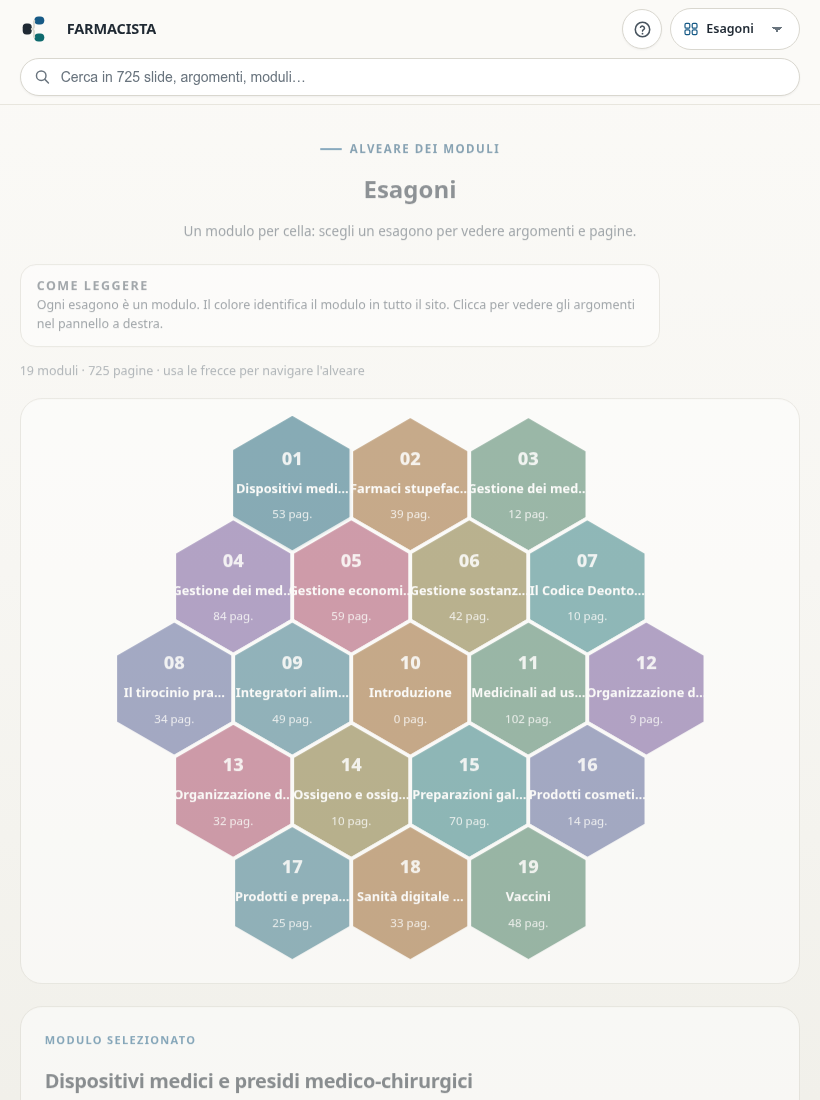 FARMACISTA
Esagoni
Cerca in 725 slide, argomenti, moduli…
ALVEARE DEI MODULI
Esagoni
Un modulo per cella: scegli un esagono per vedere argomenti e pagine.
COME LEGGERE
Ogni esagono è un modulo. Il colore identifica il modulo in tutto il sito. Clicca per vedere gli argomenti
nel pannello a destra.
19 moduli · 725 pagine · usa le frecce per navigare l'alveare
01
Dispositivi medi…
53 pag.
02
Farmaci stupefac…
39 pag.
03
Gestione dei med…
12 pag.
04
Gestione dei med…
84 pag.
05
Gestione economi…
59 pag.
06
Gestione sostanz…
42 pag.
07
Il Codice Deonto…
10 pag.
08
Il tirocinio pra…
34 pag.
09
Integratori alim…
49 pag.
10
Introduzione
0 pag.
11
Medicinali ad us…
102 pag.
12
Organizzazione d…
9 pag.
13
Organizzazione d…
32 pag.
14
Ossigeno e ossig…
10 pag.
15
Preparazioni gal…
70 pag.
16
Prodotti cosmeti…
14 pag.
17
Prodotti e prepa…
25 pag.
18
Sanità digitale …
33 pag.
19
Vaccini
48 pag.
MODULO SELEZIONATO
Dispositivi medici e presidi medico-chirurgici